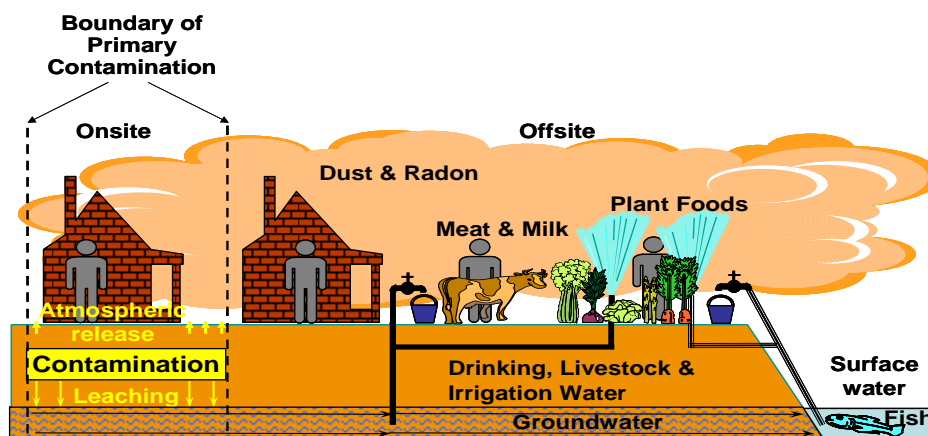 Boundary of
Primary
Contamination
Onsite
Offsite
Dust & Radon
Plant Foods
Meat & Milk
Atmospheric
release
Contamination
Leaching
Drinking, Livestock &
Irrigation Water
Groundwater
Surface
water
Fish